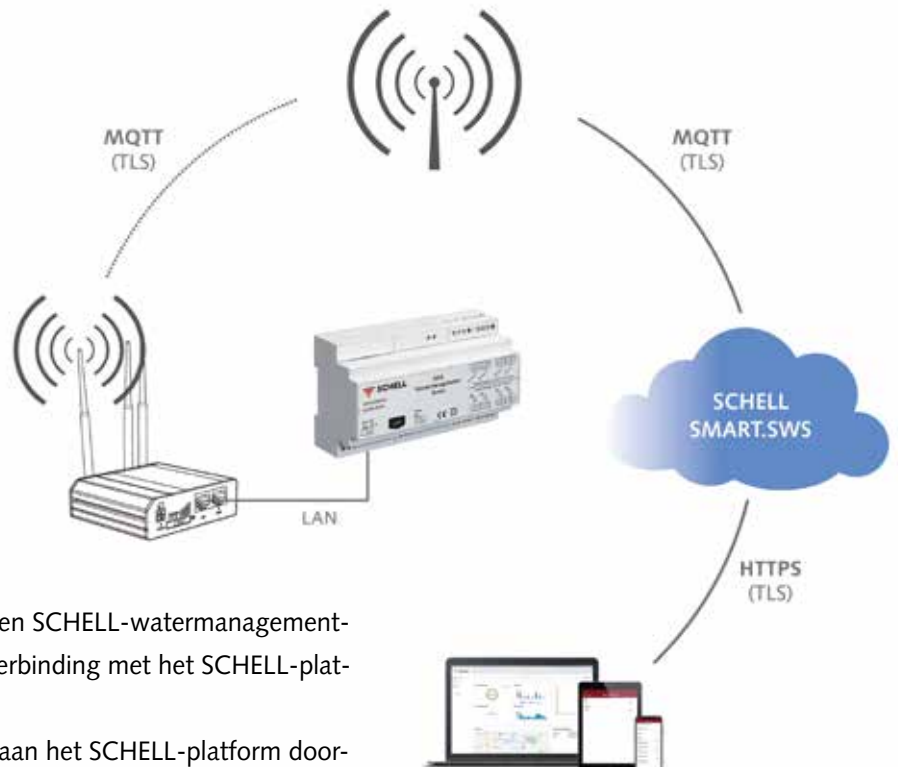 MQTT
(TLS)
MQTT
(TLS)
SCHELL
SCHELL
SMART.SWS
LAN
HTTPS
(TLS)
en SCHELL-watermanagement-
erbinding met het SCHELL-plat-
aan het SCHELL-platform door-